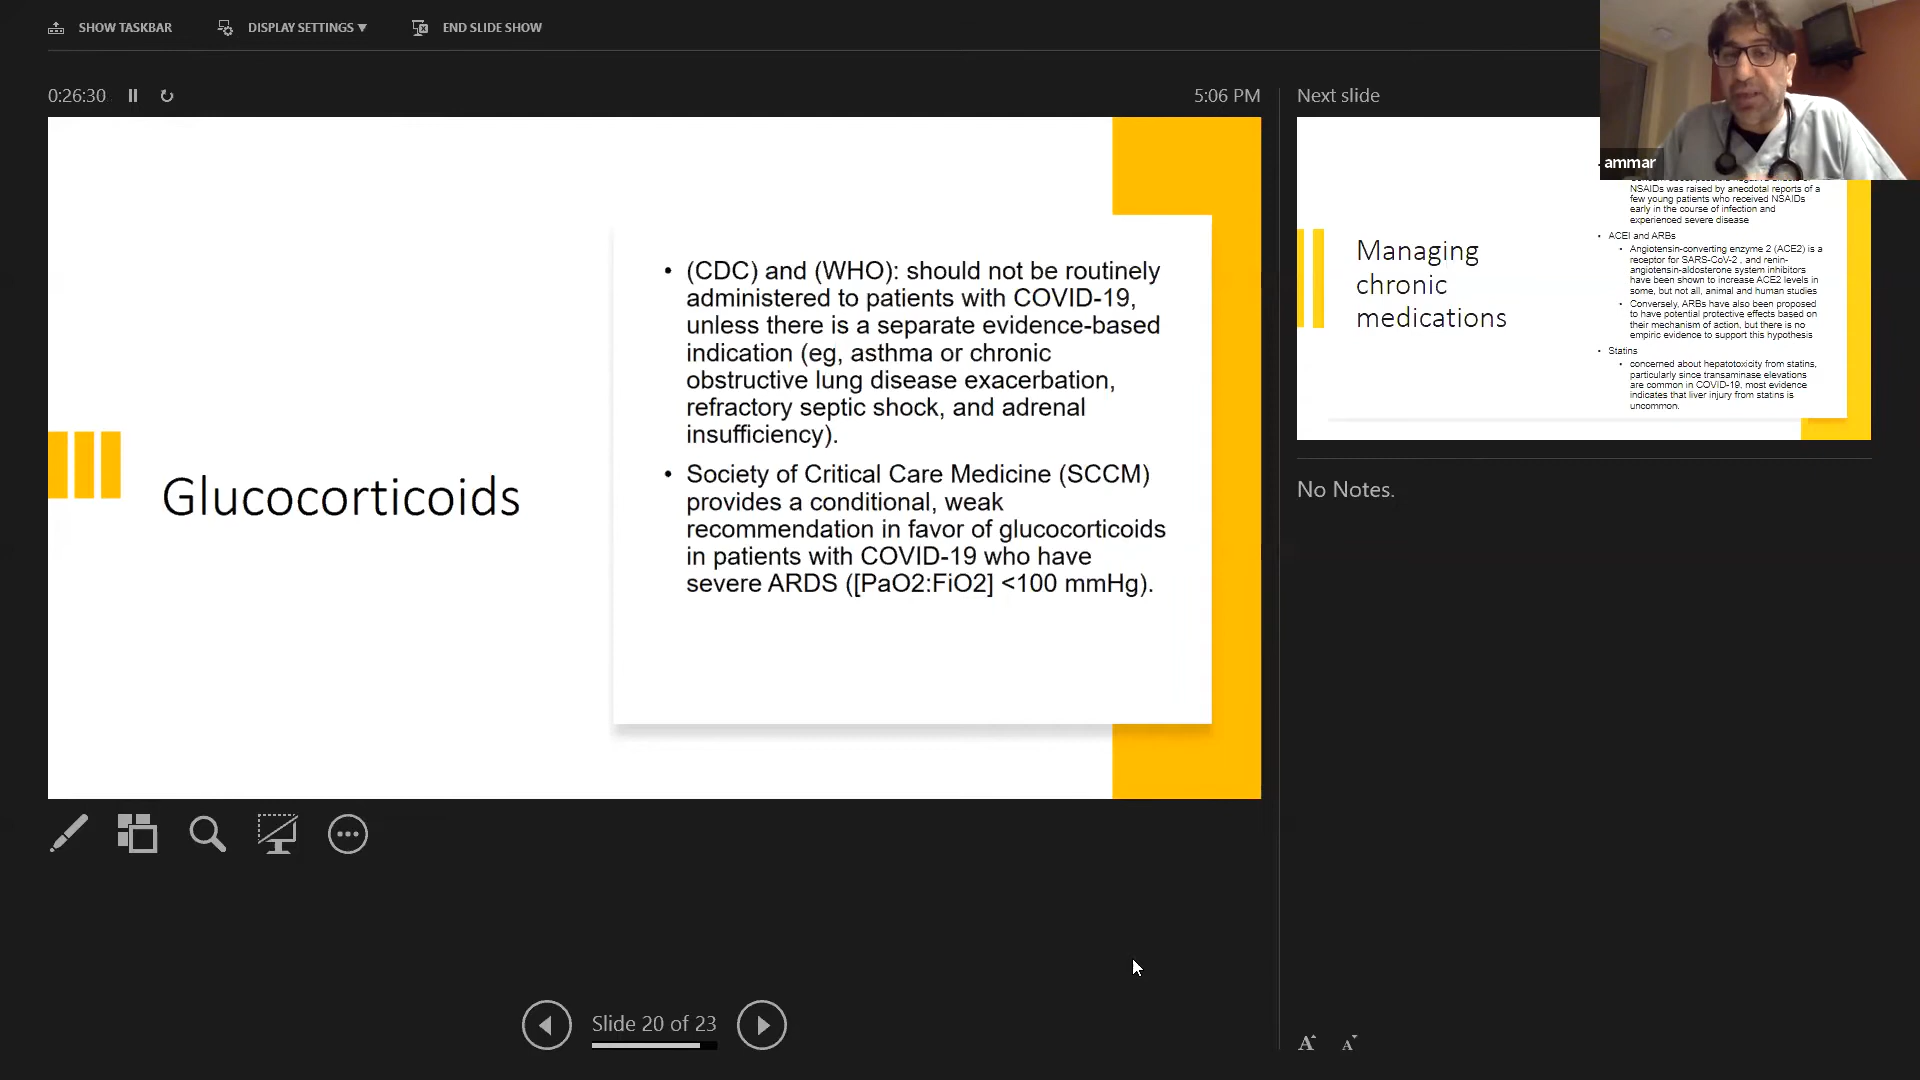 SHOW TASKBAR
DISPLAY SETTINGS ▼
END SLIDE SHOW
0:26:30
5:06 PM
Glucocorticoids
• (CDC) and (WHO): should not be routinely
administered to patients with COVID-19,
unless there is a separate evidence-based
indication (eg, asthma or chronic
obstructive lung disease exacerbation,
refractory septic shock, and adrenal
insufficiency).
• Society of Critical Care Medicine (SCCM)
provides a conditional, weak
recommendation in favor of glucocorticoids
in patients with COVID-19 who have
severe ARDS ([PaO2:FiO2] <100 mmHg).
Slide 20 of 23
Next slide
ammar
Managing
chronic
medications
NSAIDs was raised by anecdotal reports of a
few young patients who received NSAIDs
early in the course of infection and
experienced severe disease
• ACEI and ARBs
• Angiotensin-converting enzyme 2 (ACE2) is a
receptor for SARS-CoV-2 , and renin-
angiotensin-aldosterone system inhibitors
have been shown to increase ACE2 levels in
some, but not all, animal and human studies
• Conversely, ARBs have also been proposed
to have potential protective effects based on
their mechanism of action, but there is no
empiric evidence to support this hypothesis
• Statins
• concerned about hepatotoxicity from statins,
particularly since transaminase elevations
are common in COVID-19, most evidence
indicates that liver injury from statins is
uncommon.
No Notes.
A A